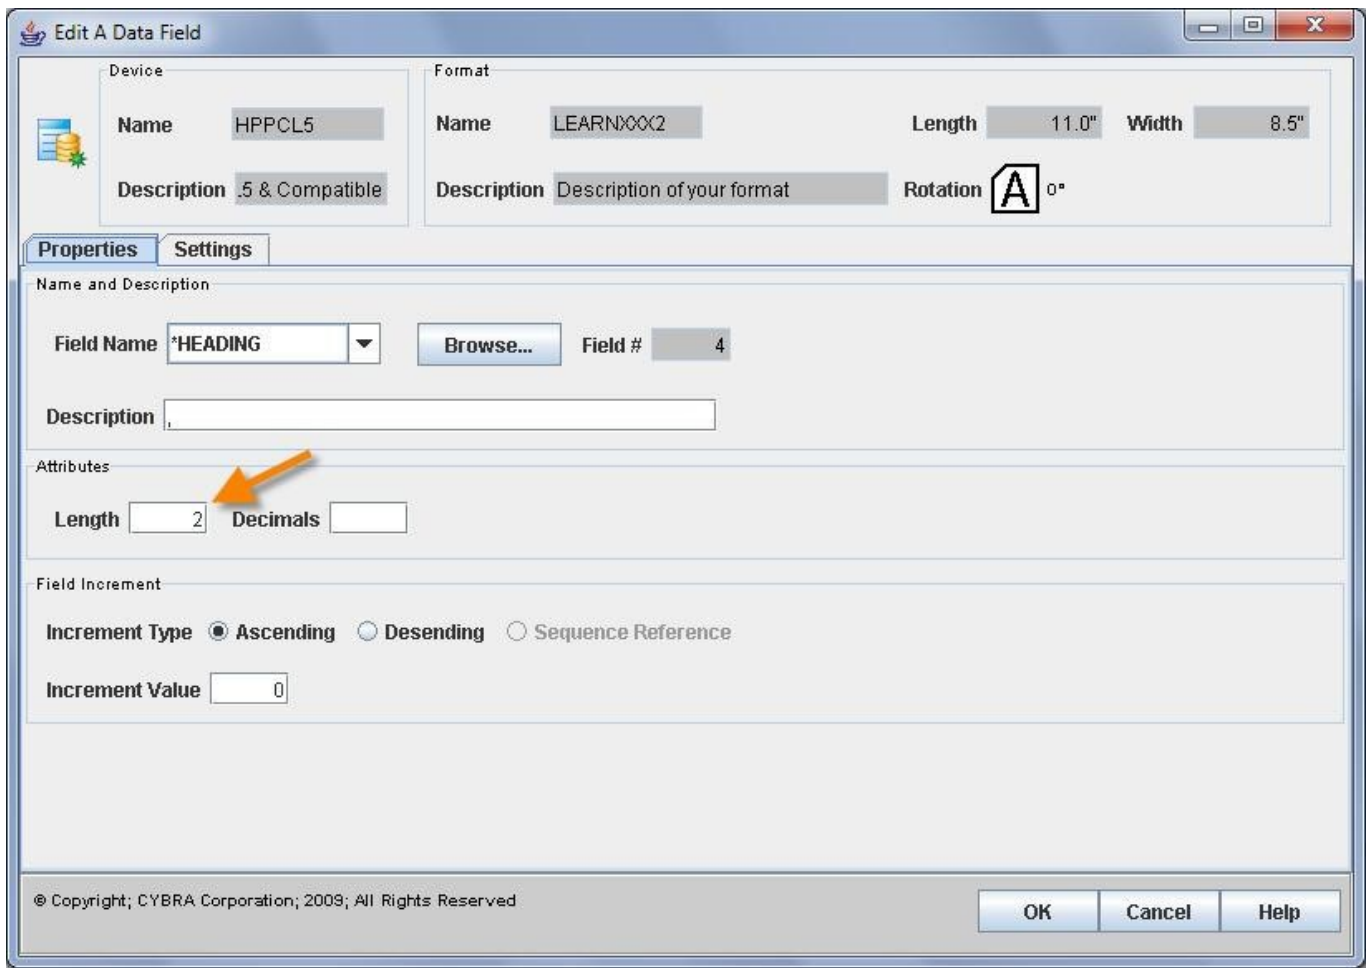 Edit A Data Field
Device
Format
Name HPPCL5
Name LEARNXXX2 Length 11.0" Width 8.5"
Description .5 & Compatible
Description Description of your format Rotation A 0°
Properties Settings
Name and Description
Field Name *HEADING Browse... Field # 4
Description ,
Attributes
Length 2 Decimals
Field Increment
Increment Type Ascending Desending Sequence Reference
Increment Value 0
© Copyright; CYBRA Corporation; 2009; All Rights Reserved
OK Cancel Help